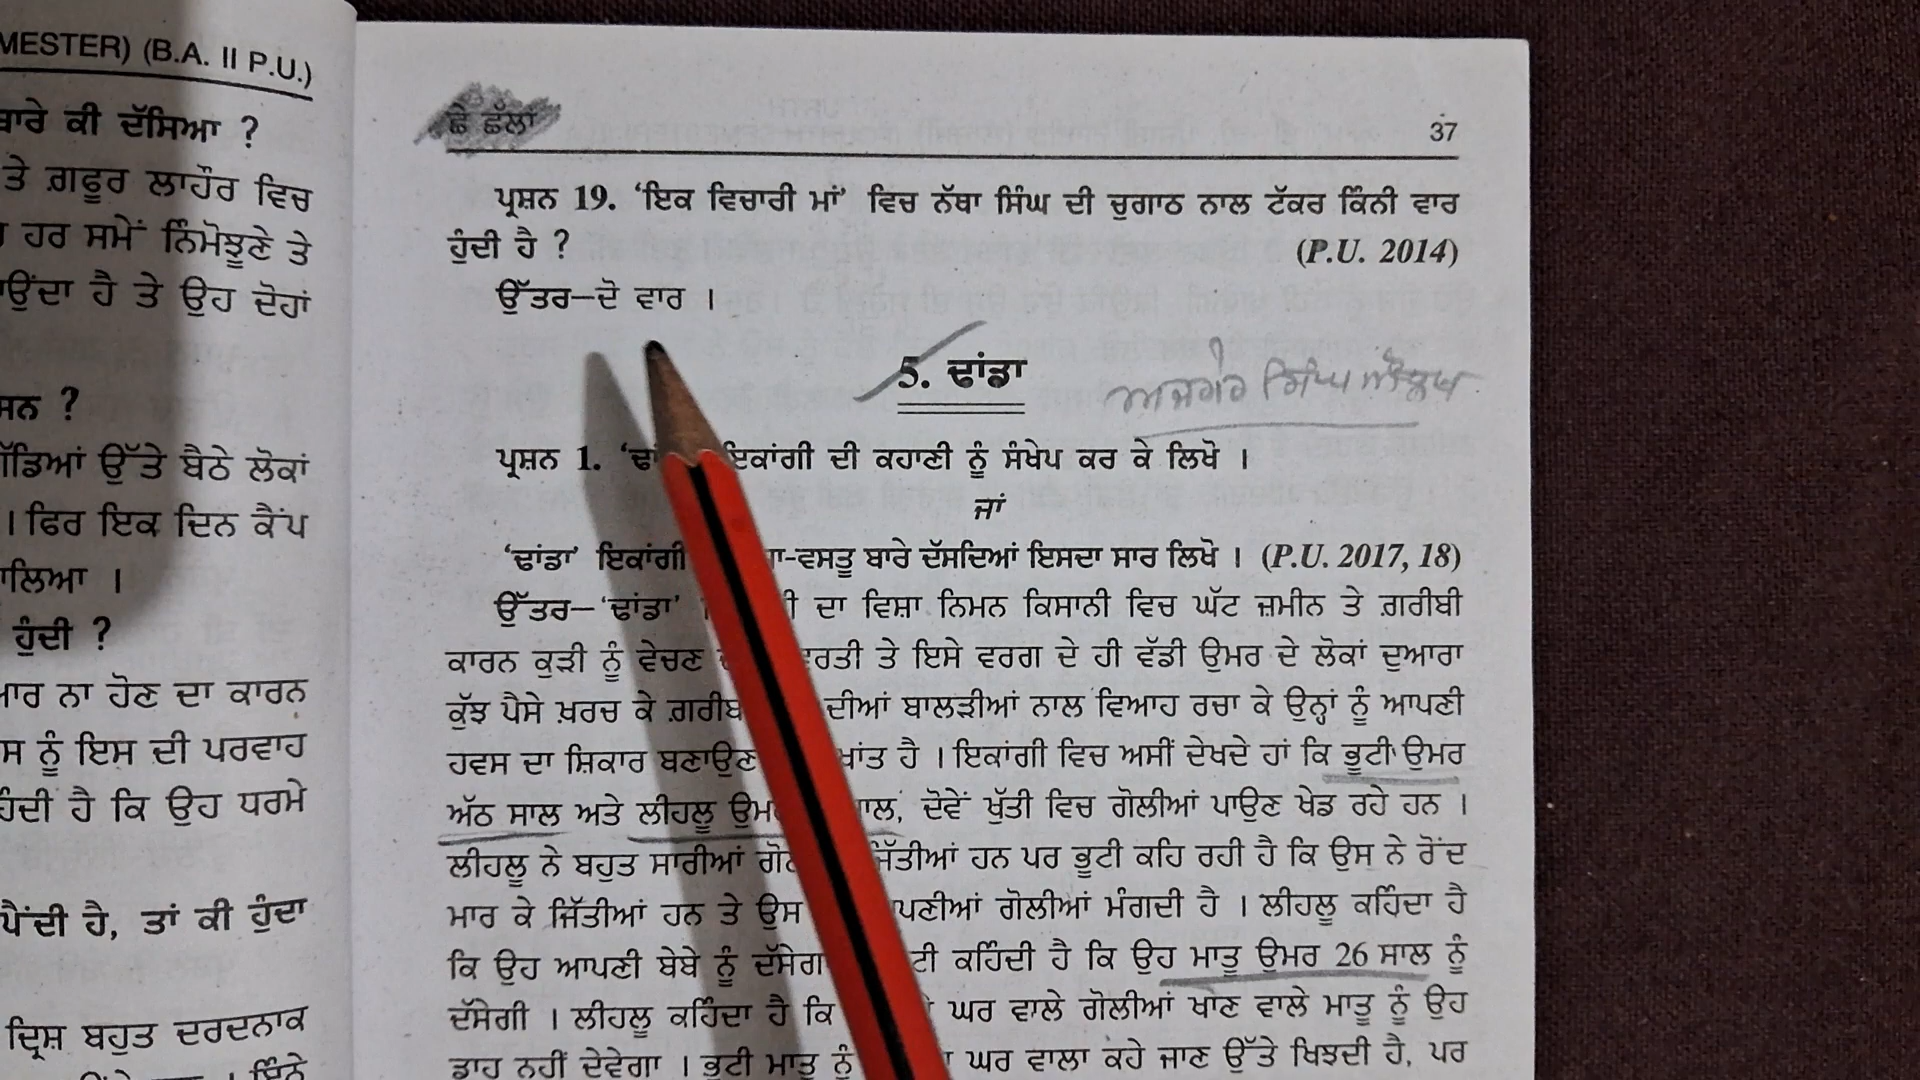 MESTER) (B.A. II P.U.)
ਬਾਰੇ ਕੀ ਦੱਸਿਆ ?
ਤੇ ਗ਼ਫੂਰ ਲਾਹੌਰ ਵਿਚ
ਹਰ ਸਮੇਂ ਨਿੰਮੋਝੂਣੇ ਤੇ
ਹੈ ਤੇ ਉਹ ਦੋਹਾਂ
ਸਨ ?
ਉੱਤੇ ਬੈਠੇ ਲੋਕਾਂ
। ਫਿਰ ਇਕ ਦਿਨ ਕੈਂਪ
ਹੁੰਦੀ ?
ਨਾ ਹੋਣ ਦਾ ਕਾਰਨ
ਨੂੰ ਇਸ ਦੀ ਪਰਵਾਹ
ਹੈ ਕਿ ਉਹ ਧਰਮੇ
ਪੈਂਦੀ ਹੈ, ਤਾਂ ਕੀ ਹੁੰਦਾ
ਦ੍ਰਿਸ਼ ਬਹੁਤ ਦਰਦਨਾਕ
ਛੇ ਛੱਲਾਂ 37
ਪ੍ਰਸ਼ਨ 19. 'ਇਕ ਵਿਚਾਰੀ ਮਾਂ' ਵਿਚ ਨੱਥਾ ਸਿੰਘ ਦੀ ਚੁਗਾਠ ਨਾਲ ਟੱਕਰ ਕਿੰਨੀ ਵਾਰ
ਹੁੰਦੀ ਹੈ ? (P.U. 2014)
ਉੱਤਰ—ਦੋ ਵਾਰ ।
5. ਢਾਂਡਾ
ਸਿੰਘ ਔਲਖ
ਪ੍ਰਸ਼ਨ 1. ਇਕਾਂਗੀ ਦੀ ਕਹਾਣੀ ਨੂੰ ਸੰਖੇਪ ਕਰ ਕੇ ਲਿਖੋ ।
ਜਾਂ
'ਢਾਂਡਾ' ਇਕਾਂਗੀ -ਵਸਤੂ ਬਾਰੇ ਦੱਸਦਿਆਂ ਇਸਦਾ ਸਾਰ ਲਿਖੋ । (P.U. 2017, 18)
ਉੱਤਰ—'ਢਾਂਡਾ' ਦਾ ਵਿਸ਼ਾ ਨਿਮਨ ਕਿਸਾਨੀ ਵਿਚ ਘੱਟ ਜ਼ਮੀਨ ਤੇ ਗ਼ਰੀਬੀ
ਕਾਰਨ ਕੁੜੀ ਨੂੰ ਵੇਚਣ ਤੇ ਇਸੇ ਵਰਗ ਦੇ ਹੀ ਵੱਡੀ ਉਮਰ ਦੇ ਲੋਕਾਂ ਦੁਆਰਾ
ਕੁੱਝ ਪੈਸੇ ਖ਼ਰਚ ਕੇ ਗ਼ਰੀਬ ਦੀਆਂ ਬਾਲੜੀਆਂ ਨਾਲ ਵਿਆਹ ਰਚਾ ਕੇ ਉਨ੍ਹਾਂ ਨੂੰ ਆਪਣੀ
ਹਵਸ ਦਾ ਸ਼ਿਕਾਰ ਬਣਾਉਣ ਹੈ । ਇਕਾਂਗੀ ਵਿਚ ਅਸੀਂ ਦੇਖਦੇ ਹਾਂ ਕਿ ਭੂਟੀ ਉਮਰ
ਅੱਠ ਸਾਲ ਅਤੇ ਲੀਹਲੂ ਦੋਵੇਂ ਖੁੱਤੀ ਵਿਚ ਗੋਲੀਆਂ ਪਾਉਣ ਖੇਡ ਰਹੇ ਹਨ ।
ਲੀਹਲੂ ਨੇ ਬਹੁਤ ਸਾਰੀਆਂ ਜਿੱਤੀਆਂ ਹਨ ਪਰ ਭੂਟੀ ਕਹਿ ਰਹੀ ਹੈ ਕਿ ਉਸ ਨੇ ਰੋਂਦ
ਮਾਰ ਕੇ ਜਿੱਤੀਆਂ ਹਨ ਤੇ ਉਸ ਗੋਲੀਆਂ ਮੰਗਦੀ ਹੈ । ਲੀਹਲੂ ਕਹਿੰਦਾ ਹੈ
ਕਿ ਉਹ ਆਪਣੀ ਬੇਬੇ ਨੂੰ ਕਹਿੰਦੀ ਹੈ ਕਿ ਉਹ ਮਾਤੂ ਉਮਰ 26 ਸਾਲ ਨੂੰ
ਦੱਸੇਗੀ । ਲੀਹਲੂ ਕਹਿੰਦਾ ਹੈ ਕਿ ਘਰ ਵਾਲੇ ਗੋਲੀਆਂ ਖਾਣ ਵਾਲੇ ਮਾਤੂ ਨੂੰ ਉਹ
ਡਾਹ ਨਹੀਂ ਦੇਵੇਗਾ । ਭੂਟੀ ਮਾਤੂ ਨੂੰ ਘਰ ਵਾਲਾ ਕਹੇ ਜਾਣ ਉੱਤੇ ਖਿਝਦੀ ਹੈ, ਪਰ